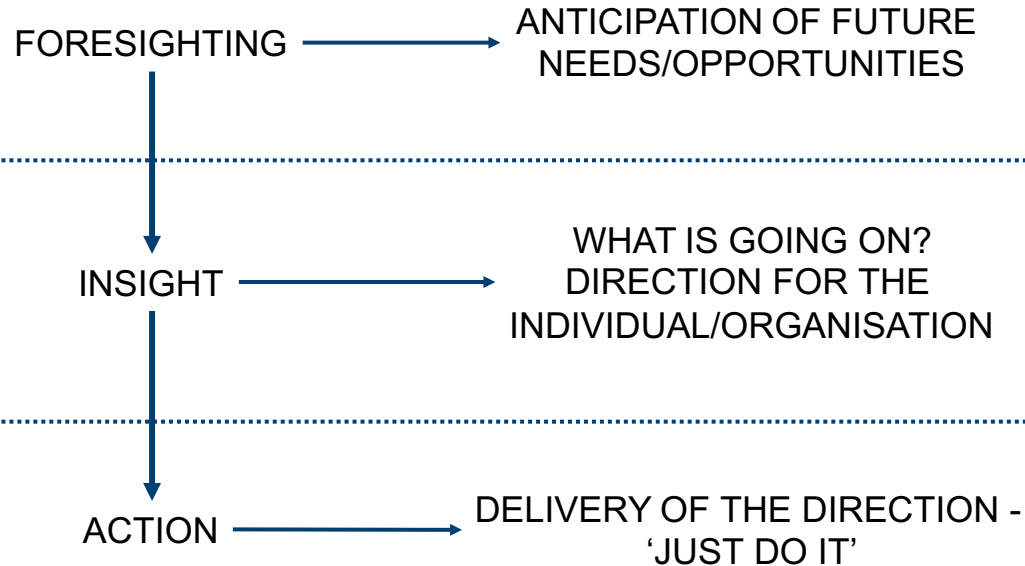 FORESIGHTING
ANTICIPATION OF FUTURE
NEEDS/OPPORTUNITIES
INSIGHT
WHAT IS GOING ON?
DIRECTION FOR THE
INDIVIDUAL/ORGANISATION
ACTION
DELIVERY OF THE DIRECTION -
‘JUST DO IT’